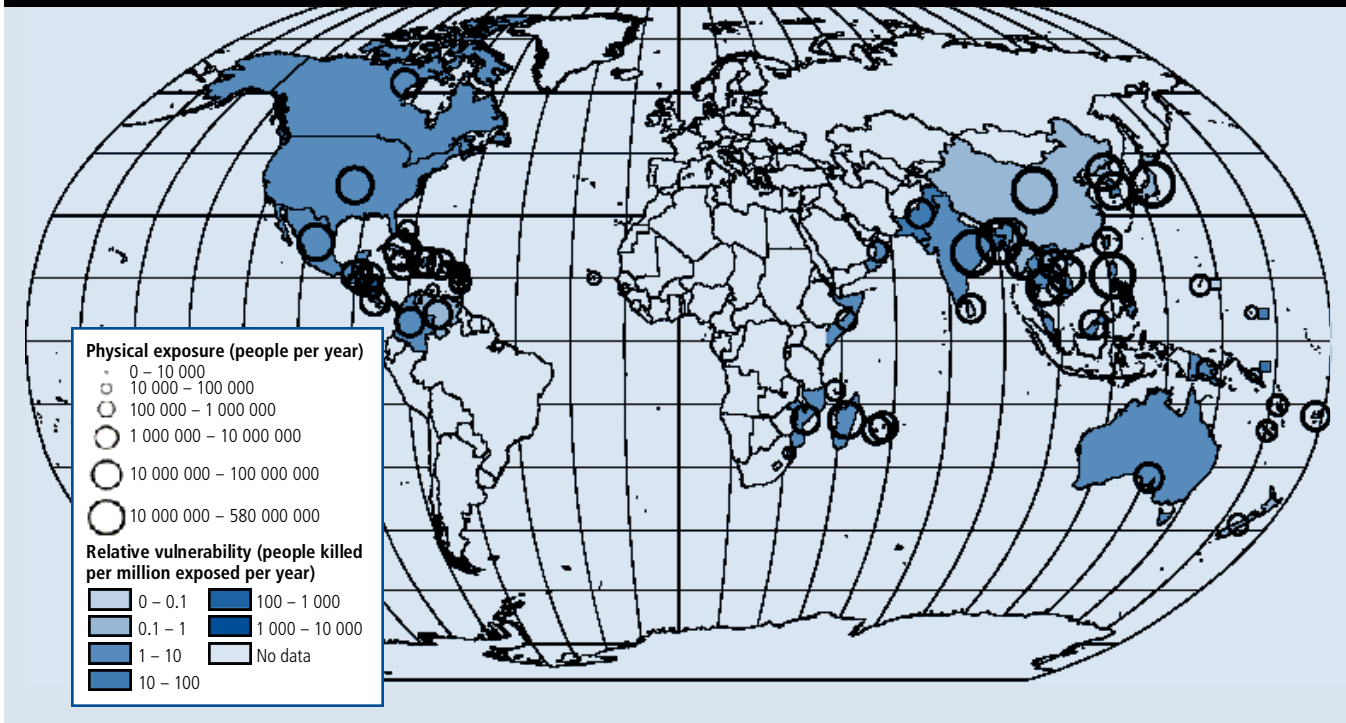 Physical exposure (people per year)
0 – 10 000
10 000 – 100 000
100 000 – 1 000 000
1 000 000 – 10 000 000
10 000 000 – 100 000 000
10 000 000 – 580 000 000
Relative vulnerability (people killed
per million exposed per year)
0 – 0.1 100 – 1 000
0.1 – 1 1 000 – 10 000
1 – 10 No data
10 – 100